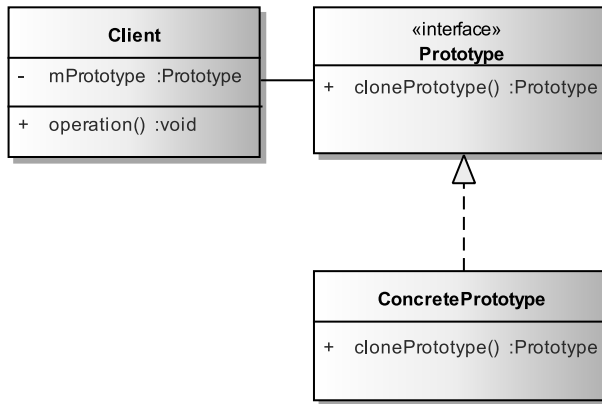 Client
- mPrototype :Prototype
+ operation() :void
«interface»
Prototype
+ clonePrototype() :Prototype
ConcretePrototype
+ clonePrototype() :Prototype